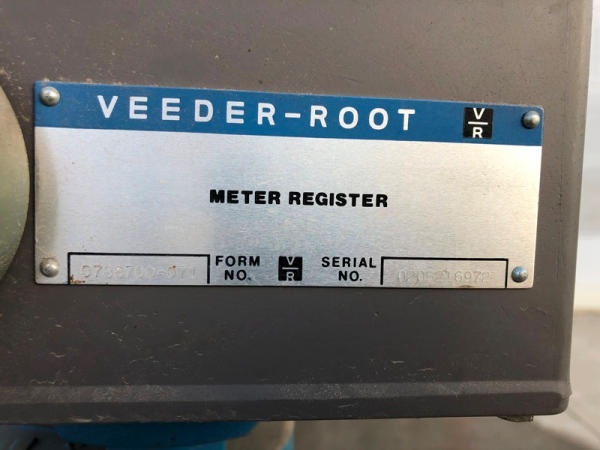 VEEDER-ROOT V/R
METER REGISTER
FORM NO. V/R SERIAL NO.